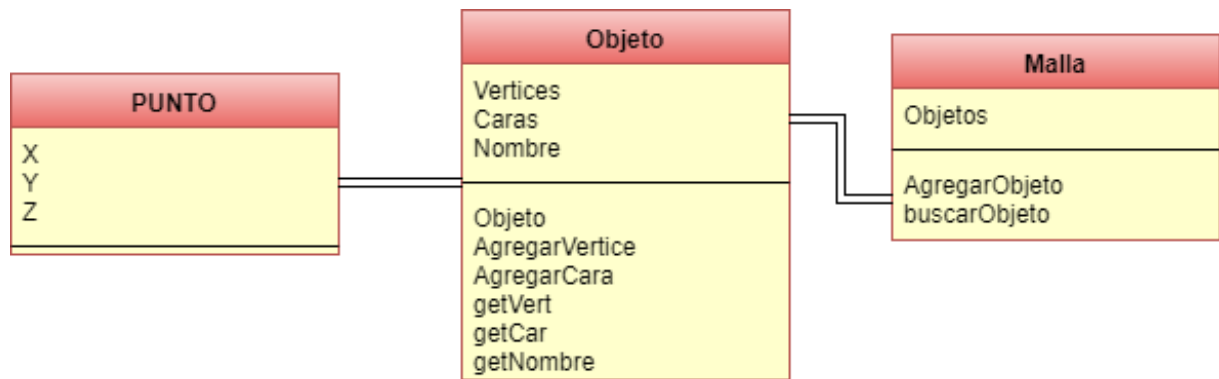 PUNTO
X
Y
Z
Objeto
Vertices
Caras
Nombre
Objeto
AgregarVertice
AgregarCara
getVert
getCar
getNombre
Malla
Objetos
AgregarObjeto
buscarObjeto